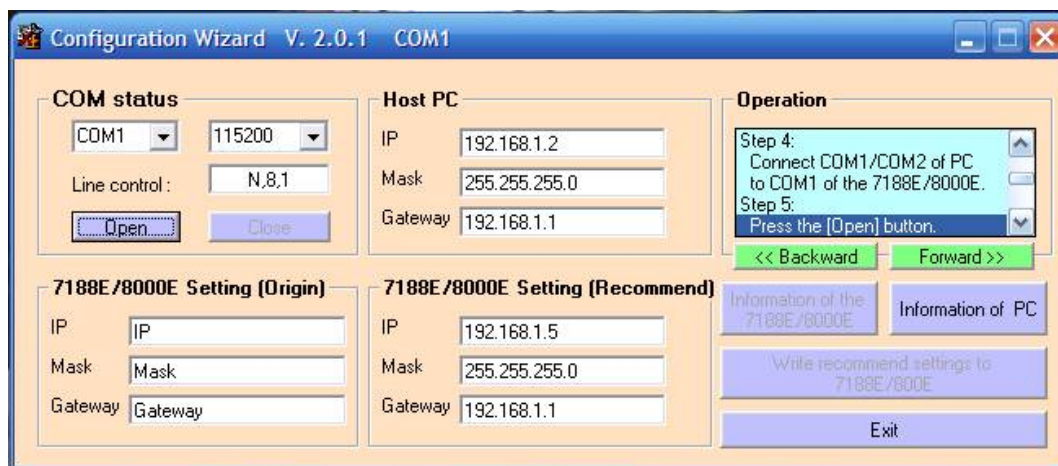 Configuration Wizard V. 2.0.1 COM1
COM status
COM1
115200
Line control :
N,8,1
Open
Close
Host PC
IP
192.168.1.2
Mask
255.255.255.0
Gateway
192.168.1.1
Operation
Step 4:
Connect COM1/COM2 of PC
to COM1 of the 7188E/8000E.
Step 5:
Press the [Open] button.
<< Backward
Forward >>
7188E/8000E Setting (Origin)
IP
IP
Mask
Mask
Gateway
Gateway
7188E/8000E Setting (Recommend)
IP
192.168.1.5
Mask
255.255.255.0
Gateway
192.168.1.1
Information of the
7188E/8000E
Information of PC
Write recommend settings to
7188E/800E
Exit